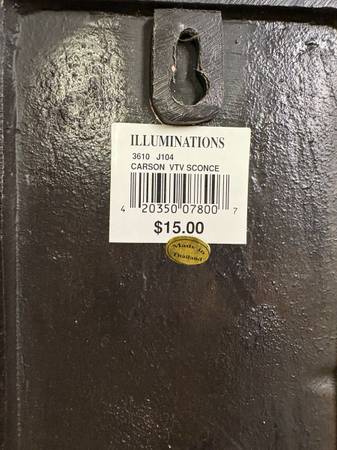 ILLUMINATIONS
3610 J104
CARSON VTV SCONCE
4 20350 07800 7
$15.00
Made in
Thailand